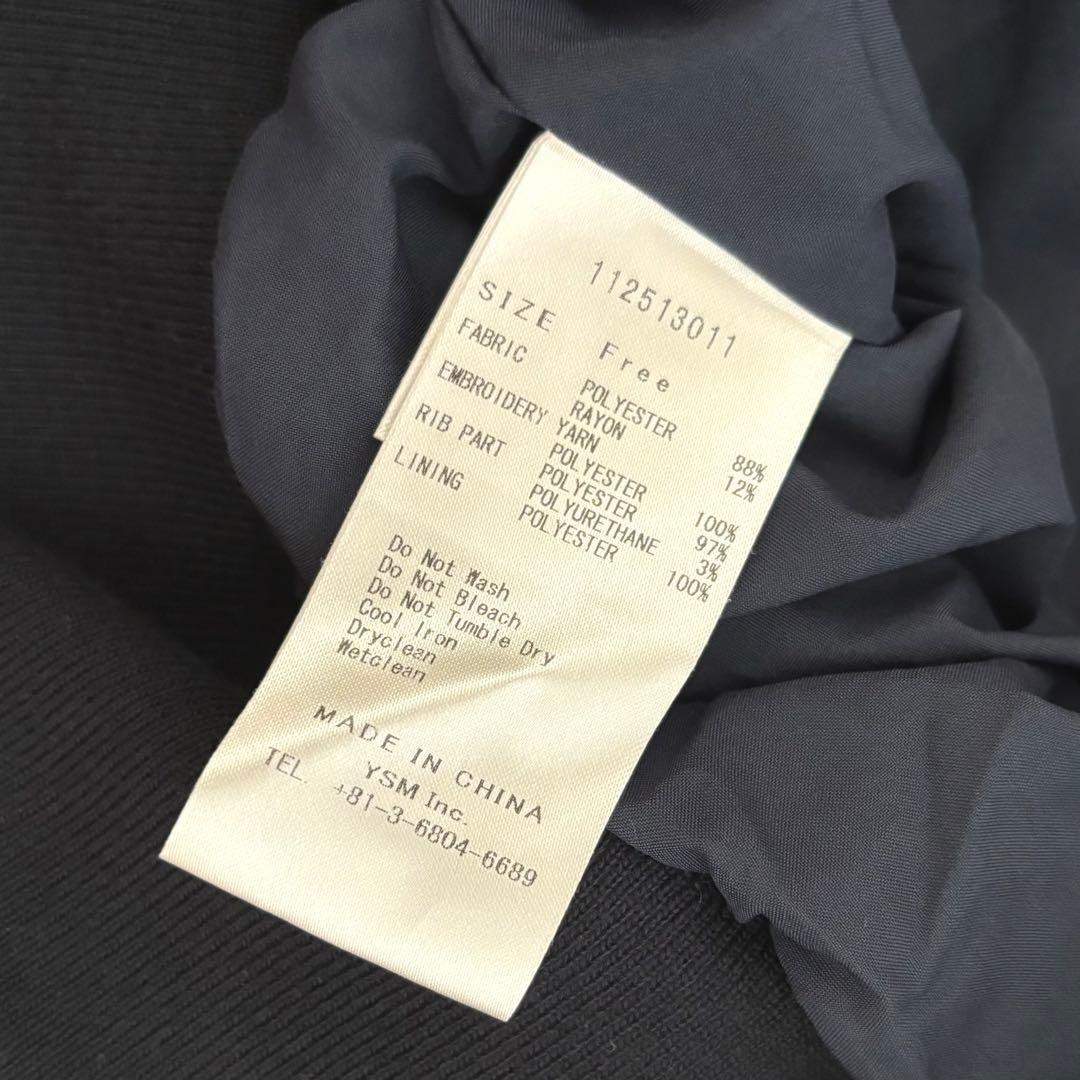 112513011
SIZE Free
FABRIC POLYESTER 88%
RAYON 12%
EMBROIDERY YARN
POLYESTER 100%
RIB PART POLYESTER 97%
POLYURETHANE 3%
LINING POLYESTER 100%
Do Not Wash
Do Not Bleach
Do Not Tumble Dry
Cool Iron
Dryclean
Wetclean
MADE IN CHINA
YSM Inc.
TEL. +81-3-6804-6689